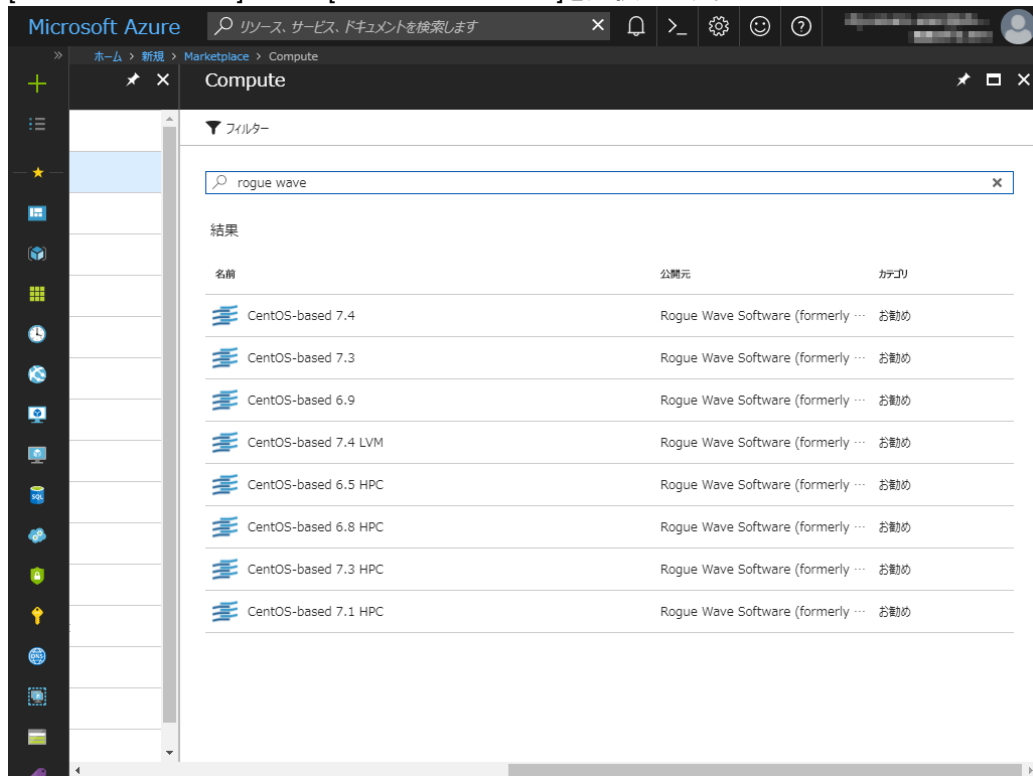 Microsoft Azure
リソース、サービス、ドキュメントを検索します
ホーム > 新規 > Marketplace > Compute
Compute
フィルター
rogue wave
結果
名前 公開元 カテゴリ
CentOS-based 7.4 Rogue Wave Software (formerly ··· お勧め
CentOS-based 7.3 Rogue Wave Software (formerly ··· お勧め
CentOS-based 6.9 Rogue Wave Software (formerly ··· お勧め
CentOS-based 7.4 LVM Rogue Wave Software (formerly ··· お勧め
CentOS-based 6.5 HPC Rogue Wave Software (formerly ··· お勧め
CentOS-based 6.8 HPC Rogue Wave Software (formerly ··· お勧め
CentOS-based 7.3 HPC Rogue Wave Software (formerly ··· お勧め
CentOS-based 7.1 HPC Rogue Wave Software (formerly ··· お勧め
SQL
DNS